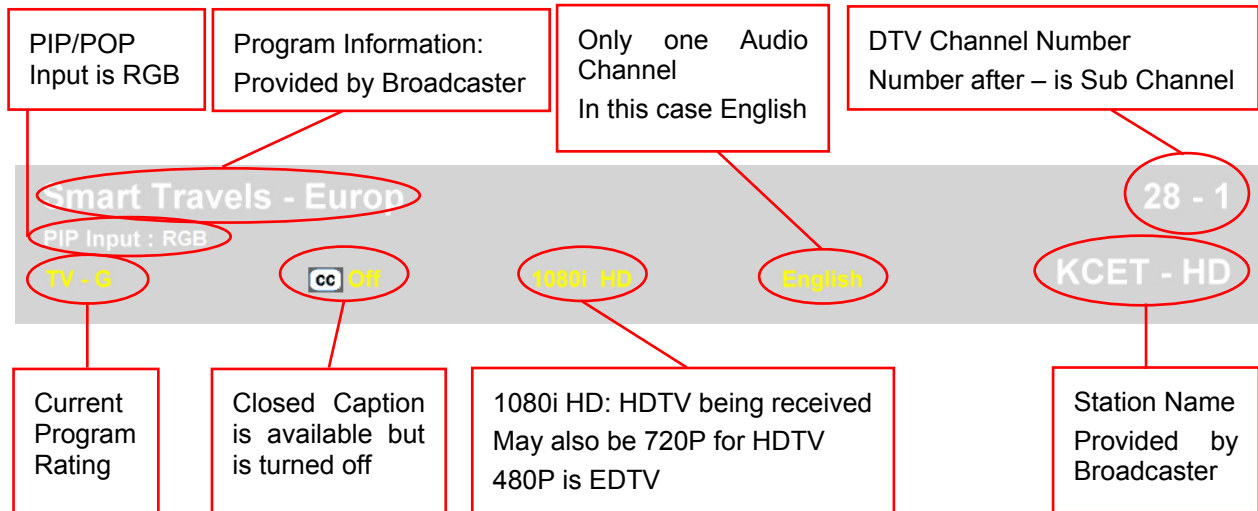 PIP/POP
Input is RGB
Program Information:
Provided by Broadcaster
Only one Audio
Channel
In this case English
DTV Channel Number
Number after – is Sub Channel
Smart Travels - Europ
28 - 1
PIP Input : RGB
TV - G
cc Off
1080i HD
English
KCET - HD
Current
Program
Rating
Closed Caption
is available but
is turned off
1080i HD: HDTV being received
May also be 720P for HDTV
480P is EDTV
Station Name
Provided by
Broadcaster